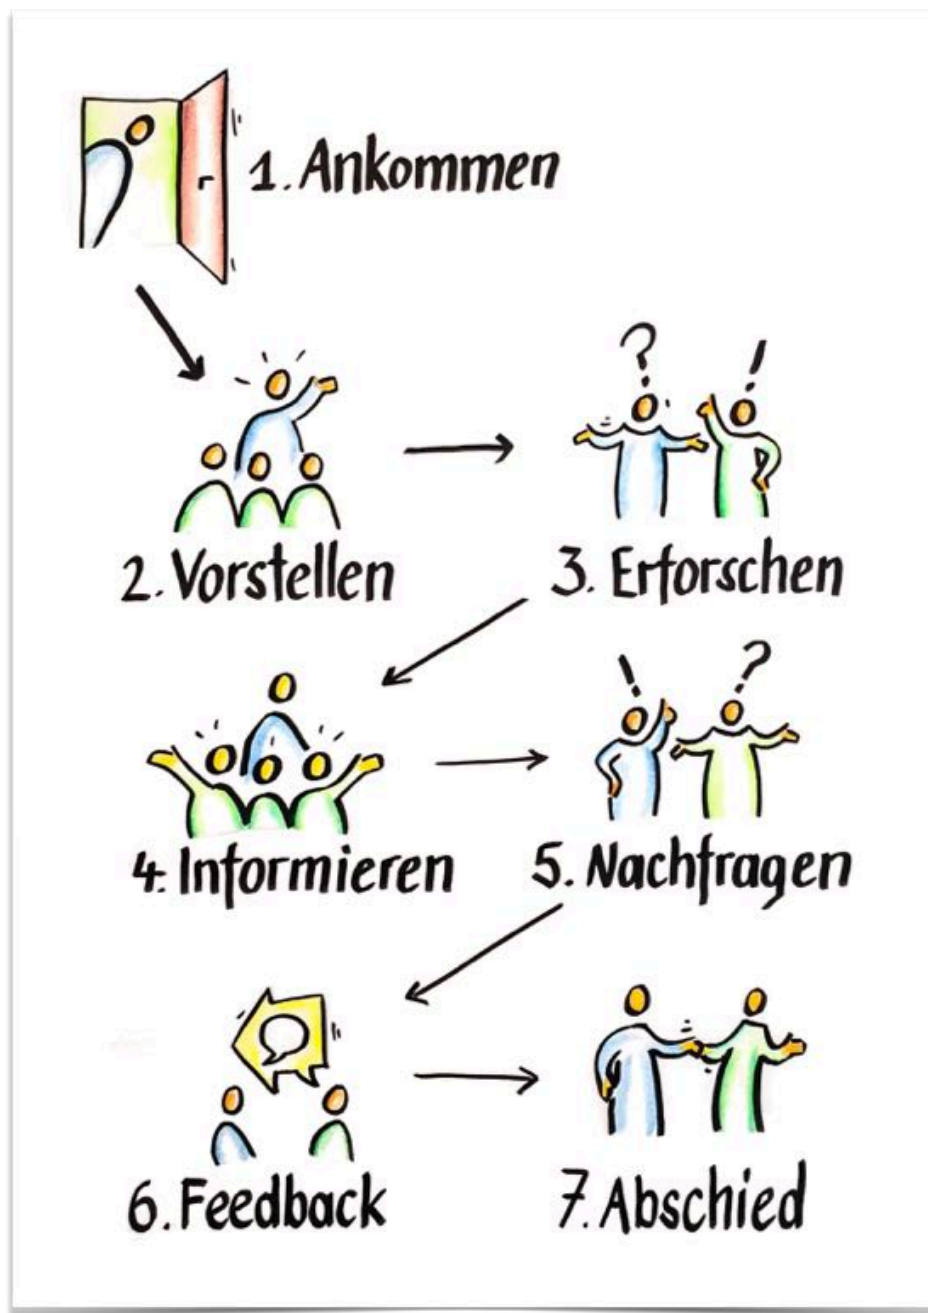 1. Ankommen
?
!
2. Vorstellen
3. Erforschen
!
?
4. Informieren
5. Nachfragen
6. Feedback
7. Abschied